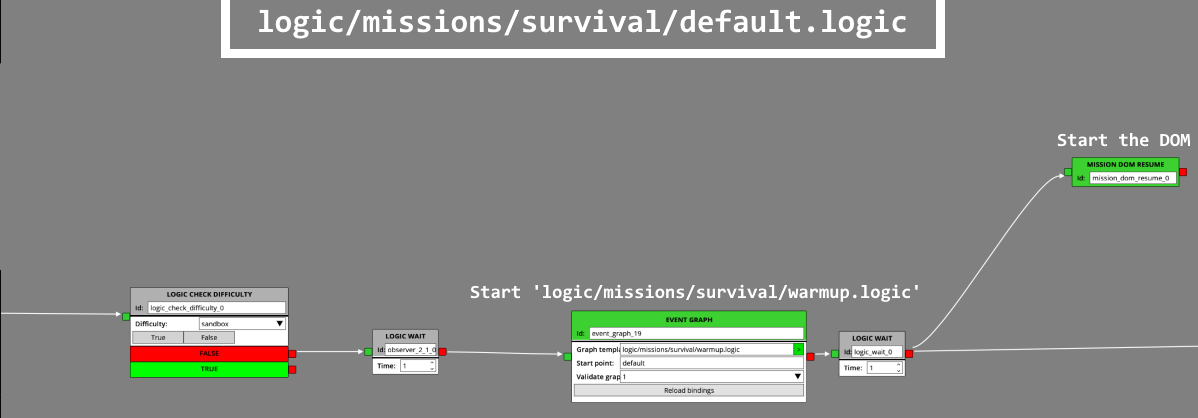 logic/missions/survival/default.logic
Start the DOM
MISSION DOM RESUME
Id: mission_dom_resume_0
LOGIC CHECK DIFFICULTY
Id: logic_check_difficulty_0
Difficulty: sandbox
True False
FALSE
TRUE
LOGIC WAIT
Id: observer_2_1_0
Time: 1
Start 'logic/missions/survival/warmup.logic'
EVENT GRAPH
Id: event_graph_19
Graph templ logic/missions/survival/warmup.logic
Start point: default
Validate grap 1
Reload bindings
LOGIC WAIT
Id: logic_wait_0
Time: 1